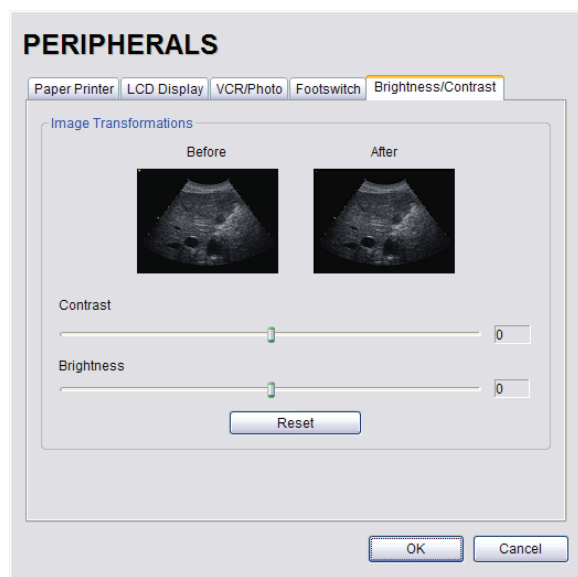 PERIPHERALS
Paper Printer LCD Display VCR/Photo Footswitch Brightness/Contrast
Image Transformations
Before After
Contrast
0
Brightness
0
Reset
OK Cancel